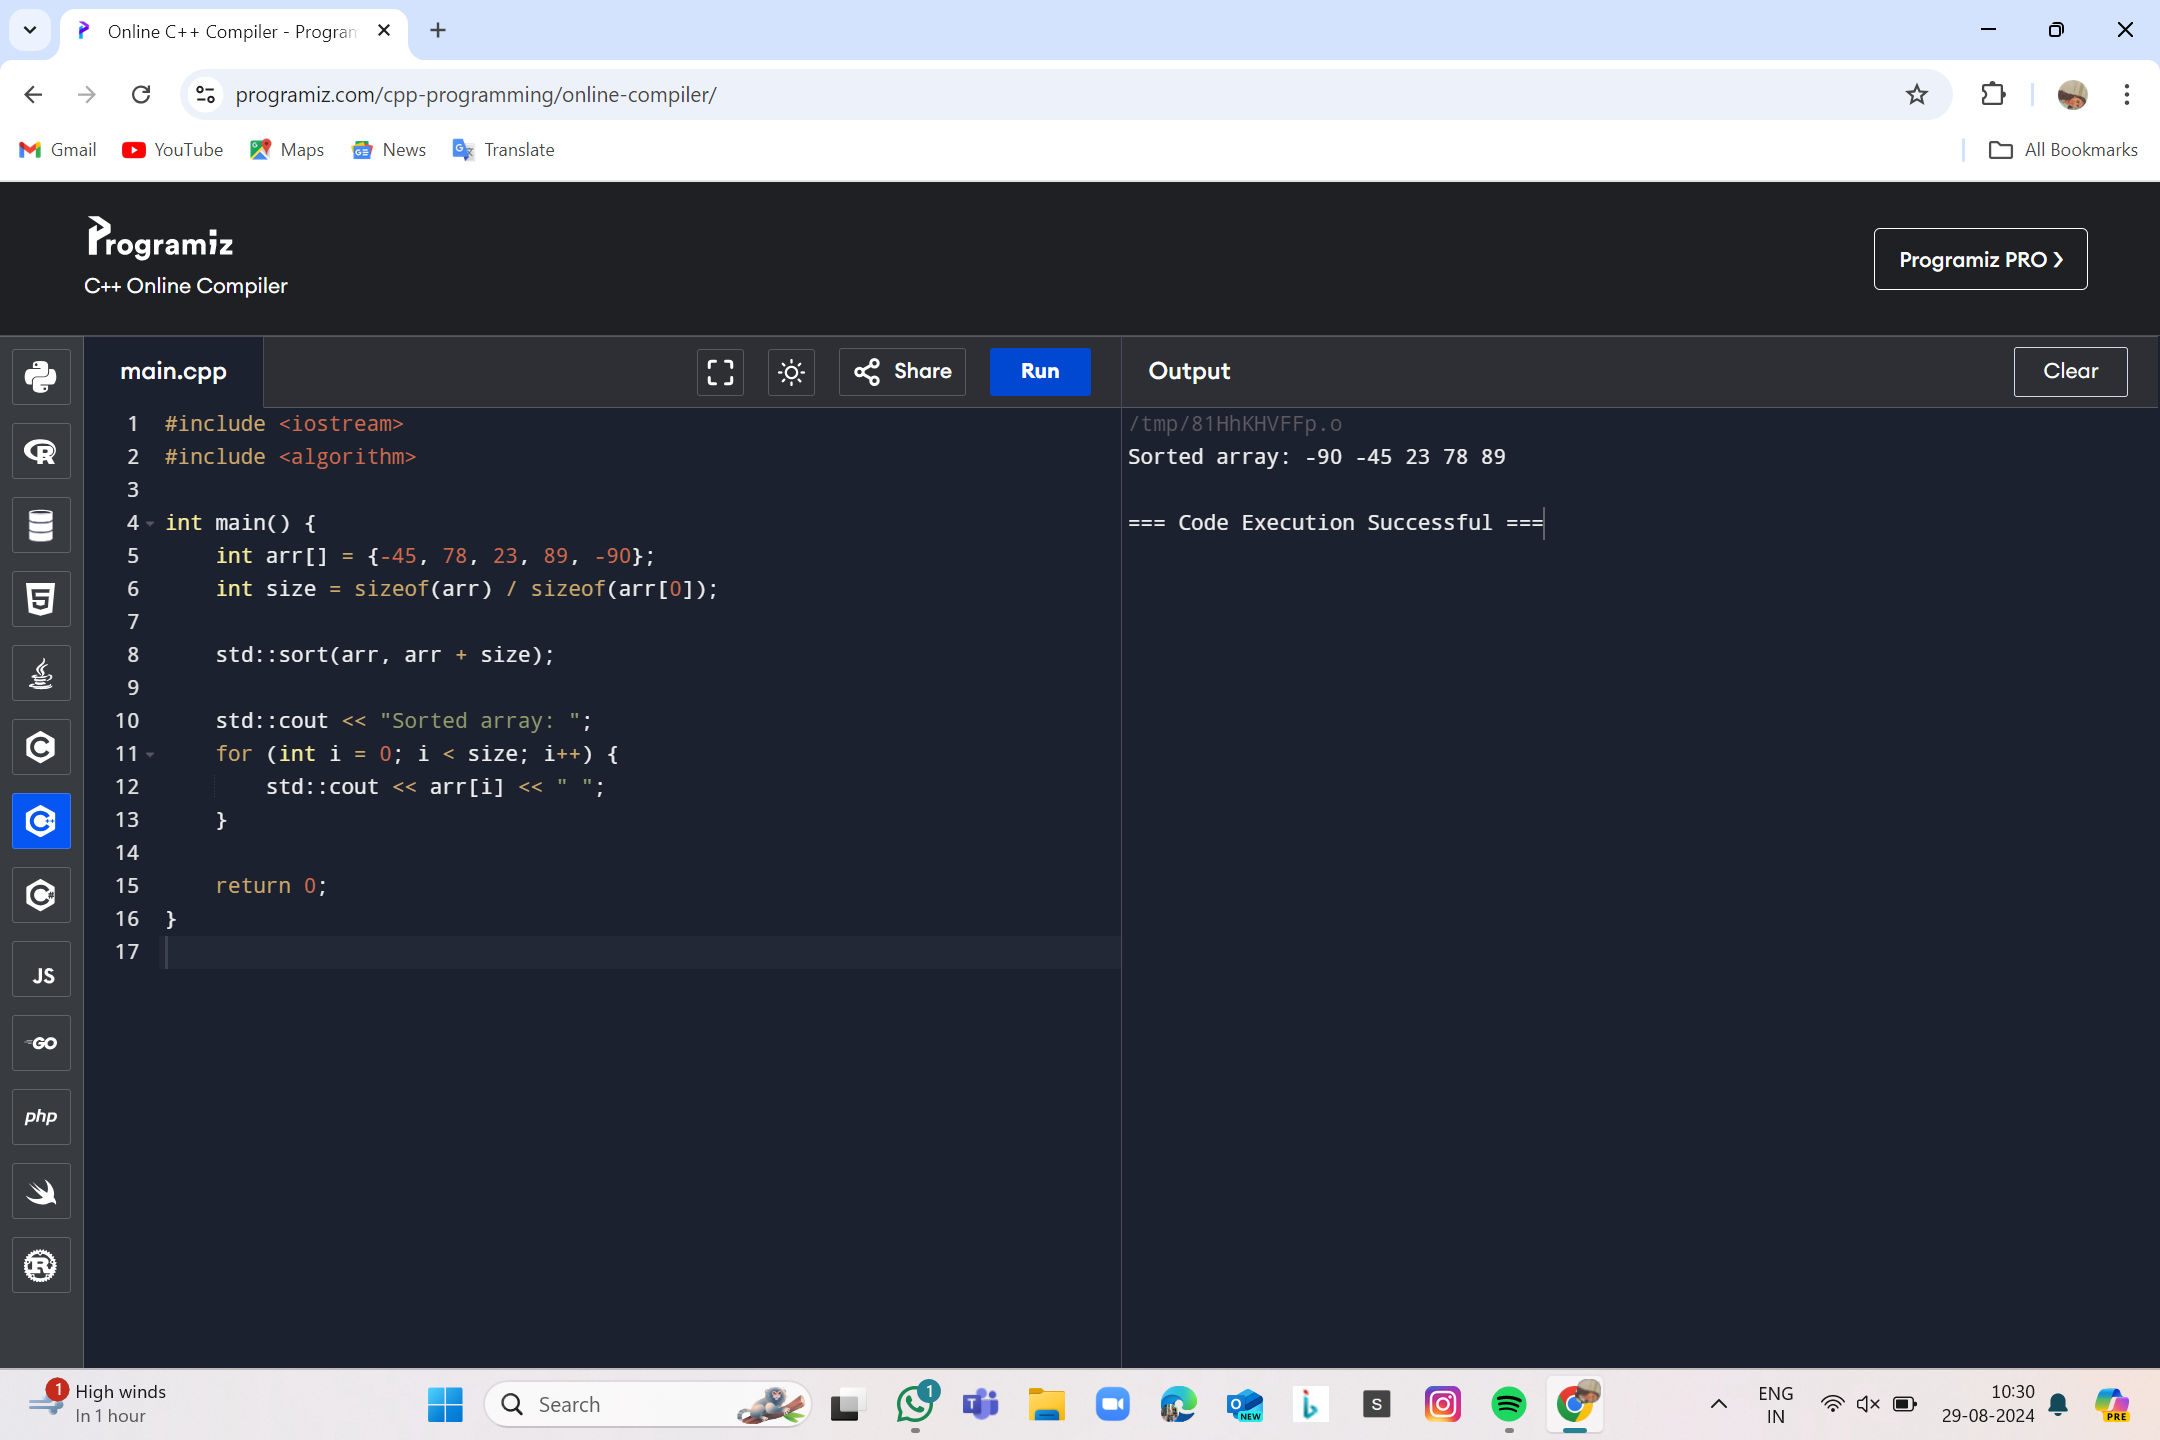 Online C++ Compiler - Program
programiz.com/cpp-programming/online-compiler/
Gmail YouTube Maps News Translate All Bookmarks
Programiz
C++ Online Compiler
Programiz PRO ❯
main.cpp Share Run Output Clear
1 #include <iostream>
2 #include <algorithm>
3
4 int main() {
5     int arr[] = {-45, 78, 23, 89, -90};
6     int size = sizeof(arr) / sizeof(arr[0]);
7
8     std::sort(arr, arr + size);
9
10     std::cout << "Sorted array: ";
11     for (int i = 0; i < size; i++) {
12         std::cout << arr[i] << " ";
13     }
14
15     return 0;
16 }
17
/tmp/81HhKHVFFp.o
Sorted array: -90 -45 23 78 89
=== Code Execution Successful ===
R
5
C
C++
C#
JS
GO
php
R
1
High winds
In 1 hour
Search
1
NEW
b
S
ENG
IN
10:30
29-08-2024
PRE